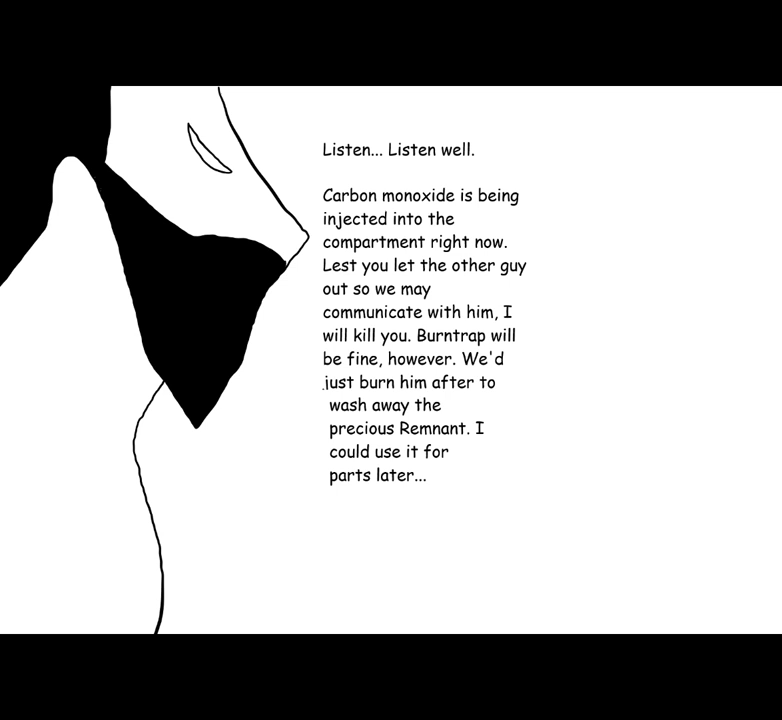 Listen... Listen well.
Carbon monoxide is being
injected into the
compartment right now.
Lest you let the other guy
out so we may
communicate with him, I
will kill you. Burntrap will
be fine, however. We'd
just burn him after to
wash away the
precious Remnant. I
could use it for
parts later...